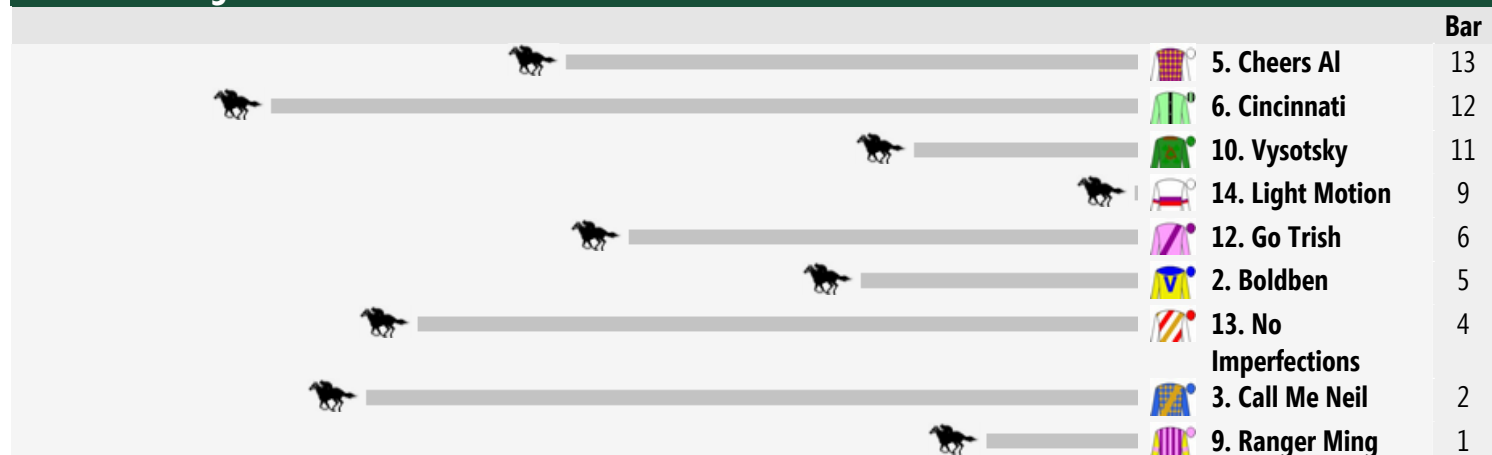 Bar
5. Cheers Al 13
6. Cincinnati 12
10. Vysotsky 11
14. Light Motion 9
12. Go Trish 6
2. Boldben 5
13. No 4
Imperfections
3. Call Me Neil 2
9. Ranger Ming 1